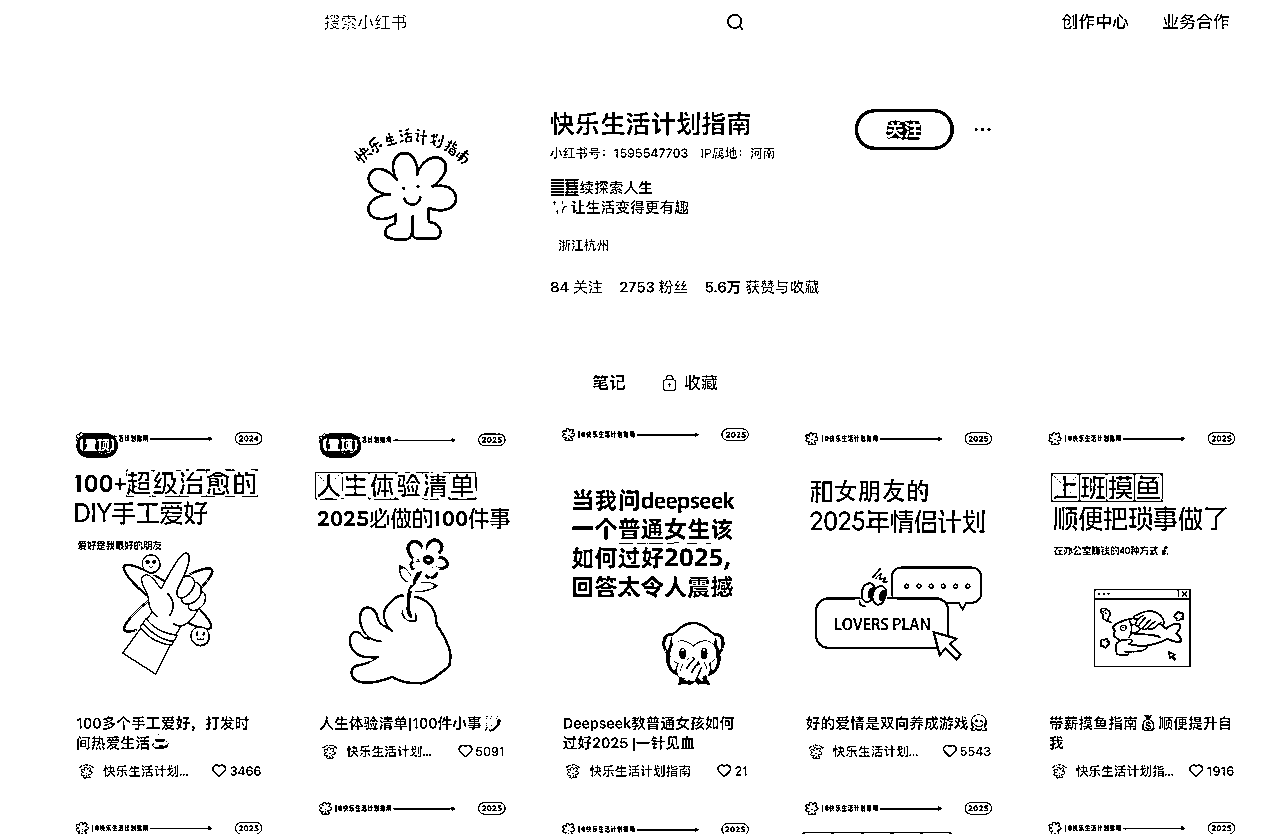 搜索小红书
创作中心 业务合作
快乐生活计划指南
快乐生活计划指南
关注
小红书号：1595547703 IP属地：河南
续探索人生
让生活变得更有趣
浙江杭州
84 关注 2753 粉丝 5.6万 获赞与收藏
笔记 收藏
置顶 2024
100+超级治愈的
DIY手工爱好
爱好是我最好的朋友
100多个手工爱好，打发时
间热爱生活
快乐生活计划... 3466
置顶 2025
人生体验清单
2025必做的100件事
人生体验清单|100件小事
快乐生活计划... 5091
@快乐生活计划指南 2025
当我问deepseek
一个普通女生该
如何过好2025，
回答太令人震撼
Deepseek教普通女孩如何
过好2025 |一针见血
快乐生活计划指南 21
@快乐生活计划指南 2025
和女朋友的
2025年情侣计划
LOVERS PLAN
好的爱情是双向养成游戏
快乐生活计划... 5543
@快乐生活计划指南 2025
上班摸鱼
顺便把琐事做了
在办公室赚钱的40种方式
带薪摸鱼指南 顺便提升自
我
快乐生活计划指... 1916
@快乐生活计划指南 2025
@快乐生活计划指南 2025
@快乐生活计划指南 2025
@快乐生活计划指南 2025
@快乐生活计划指南 2025